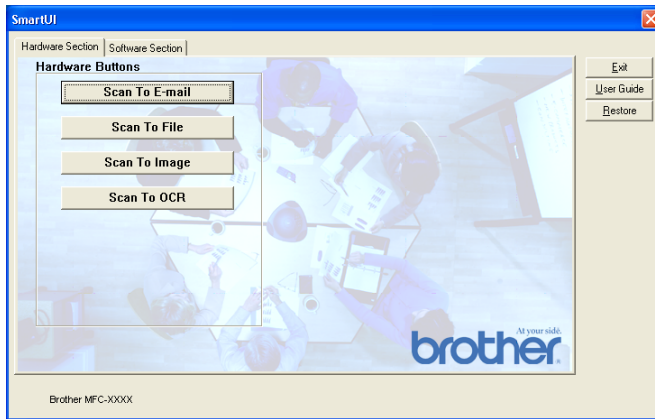 SmartUI
Hardware Section
Software Section
Hardware Buttons
Scan To E-mail
Scan To File
Scan To Image
Scan To OCR
Exit
User Guide
Restore
At your side.
brother
Brother MFC-XXXX